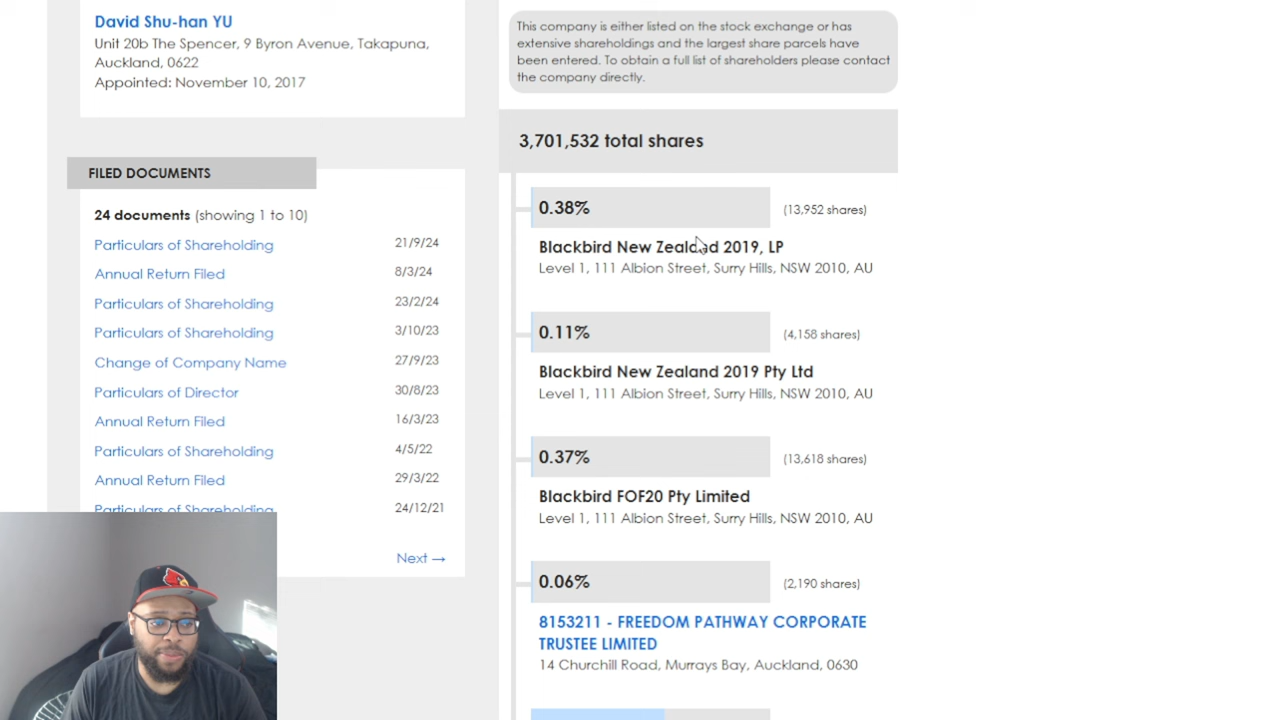 David Shu-han YU
Unit 20b The Spencer, 9 Byron Avenue, Takapuna,
Auckland, 0622
Appointed: November 10, 2017
FILED DOCUMENTS
24 documents (showing 1 to 10)
Particulars of Shareholding 21/9/24
Annual Return Filed 8/3/24
Particulars of Shareholding 23/2/24
Particulars of Shareholding 3/10/23
Change of Company Name 27/9/23
Particulars of Director 30/8/23
Annual Return Filed 16/3/23
Particulars of Shareholding 4/5/22
Annual Return Filed 29/3/22
Particulars of Shareholding 24/12/21
Next →
This company is either listed on the stock exchange or has
extensive shareholdings and the largest share parcels have
been entered. To obtain a full list of shareholders please contact
the company directly.
3,701,532 total shares
0.38% (13,952 shares)
Blackbird New Zealand 2019, LP
Level 1, 111 Albion Street, Surry Hills, NSW 2010, AU
0.11% (4,158 shares)
Blackbird New Zealand 2019 Pty Ltd
Level 1, 111 Albion Street, Surry Hills, NSW 2010, AU
0.37% (13,618 shares)
Blackbird FOF20 Pty Limited
Level 1, 111 Albion Street, Surry Hills, NSW 2010, AU
0.06% (2,190 shares)
8153211 - FREEDOM PATHWAY CORPORATE
TRUSTEE LIMITED
14 Churchill Road, Murrays Bay, Auckland, 0630